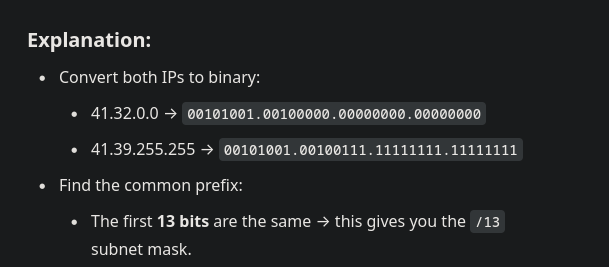 Explanation:
• Convert both IPs to binary:
• 41.32.0.0 → 00101001.00100000.00000000.00000000
• 41.39.255.255 → 00101001.00100111.11111111.11111111
• Find the common prefix:
• The first 13 bits are the same → this gives you the /13
subnet mask.